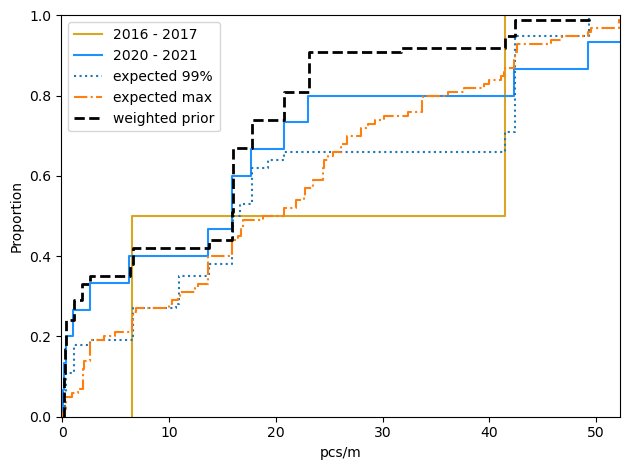 1.0
0.8
0.6
0.4
0.2
0.0
Proportion
2016 - 2017
2020 - 2021
expected 99%
expected max
weighted prior
0 10 20 30 40 50
pcs/m